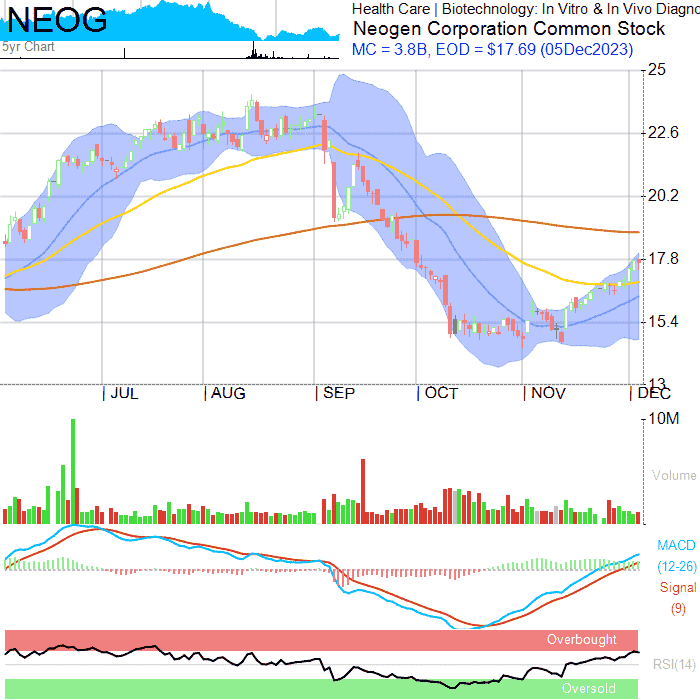 NEOG
Health Care | Biotechnology: In Vitro & In Vivo Diagno
Neogen Corporation Common Stock
MC = 3.8B, EOD = $17.69 (05Dec2023)
5yr Chart
25
22.6
20.2
17.8
15.4
13
JUL AUG SEP OCT NOV DEC
10M
Volume
MACD
(12-26)
Signal
(9)
Overbought
RSI(14)
Oversold